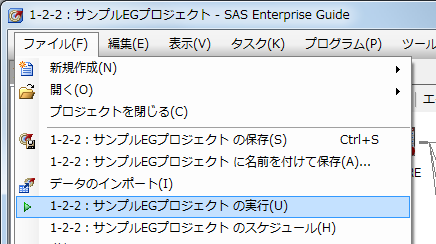 1-2-2：サンプルEGプロジェクト - SAS Enterprise Guide
ファイル(F) 編集(E) 表示(V) タスク(K) プログラム(P) ツール
新規作成(N)
開く(O)
プロジェクトを閉じる(C)
1-2-2：サンプルEGプロジェクト の保存(S) Ctrl+S
1-2-2：サンプルEGプロジェクト に名前を付けて保存(A)...
データのインポート(I)
1-2-2：サンプルEGプロジェクト の実行(U)
1-2-2：サンプルEGプロジェクト のスケジュール(H)